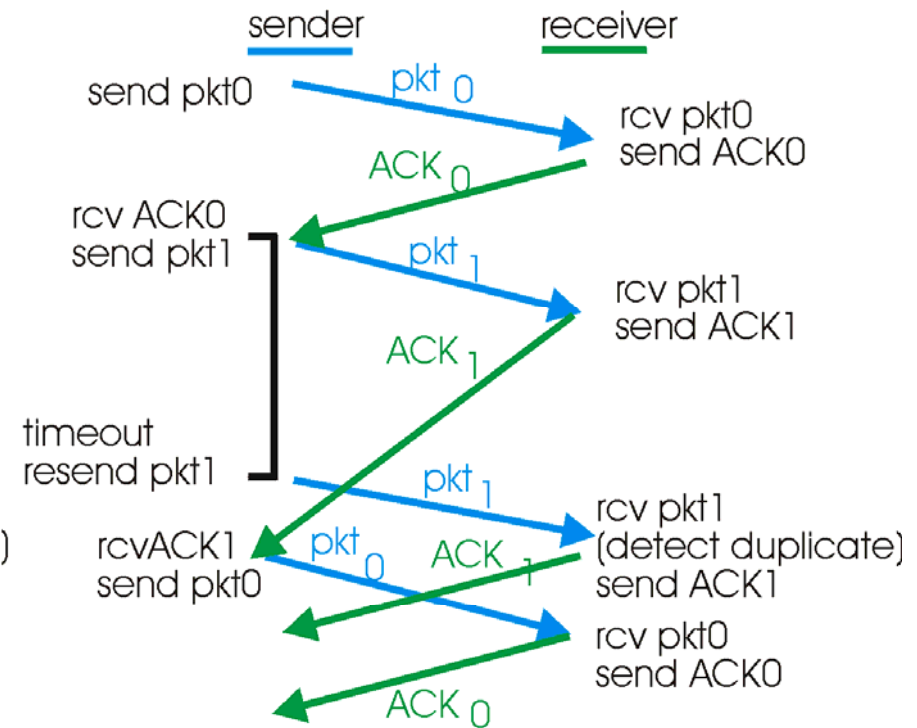 sender
receiver
send pkt0
pkt 0
rcv pkt0
send ACK0
ACK 0
rcv ACK0
send pkt1
pkt 1
rcv pkt1
send ACK1
ACK 1
timeout
resend pkt1
pkt 1
rcv pkt1
(detect duplicate)
send ACK1
)
rcvACK1
send pkt0
pkt 0
ACK 1
rcv pkt0
send ACK0
ACK 0